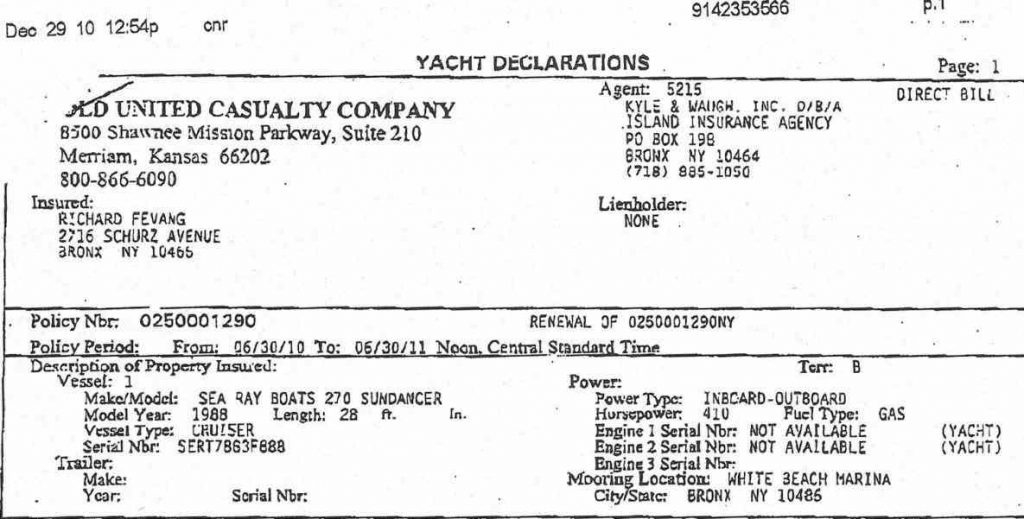 9142353566 p.1
Dec 29 10 12:54p cnr
YACHT DECLARATIONS
Page: 1
LD UNITED CASUALTY COMPANY
8500 Shawnee Mission Parkway, Suite 210
Merriam, Kansas 66202
800-866-6090
Agent: 5215
KYLE & WAUGH, INC. D/B/A
ISLAND INSURANCE AGENCY
PO BOX 198
BRONX NY 10464
(718) 885-1050
DIRECT BILL
Insured:
RICHARD FEVANG
2716 SCHURZ AVENUE
BRONX NY 10465
Lienholder:
NONE
Policy Nbr: 0250001290
RENEWAL OF 0250001290NY
Policy Period: From: 06/30/10 To: 06/30/11 Noon, Central Standard Time
Description of Property Insured:
Terr: B
Vessel: 1
Make/Model: SEA RAY BOATS 270 SUNDANCER
Model Year: 1988 Length: 28 ft. In.
Vessel Type: CRUISER
Serial Nbr: SERT7863F888
Trailer:
Make:
Year: Serial Nbr:
Power:
Power Type: INBOARD-OUTBOARD
Horsepower: 410 Fuel Type: GAS
Engine 1 Serial Nbr: NOT AVAILABLE (YACHT)
Engine 2 Serial Nbr: NOT AVAILABLE (YACHT)
Engine 3 Serial Nbr:
Mooring Location: WHITE BEACH MARINA
City/State: BRONX NY 10486